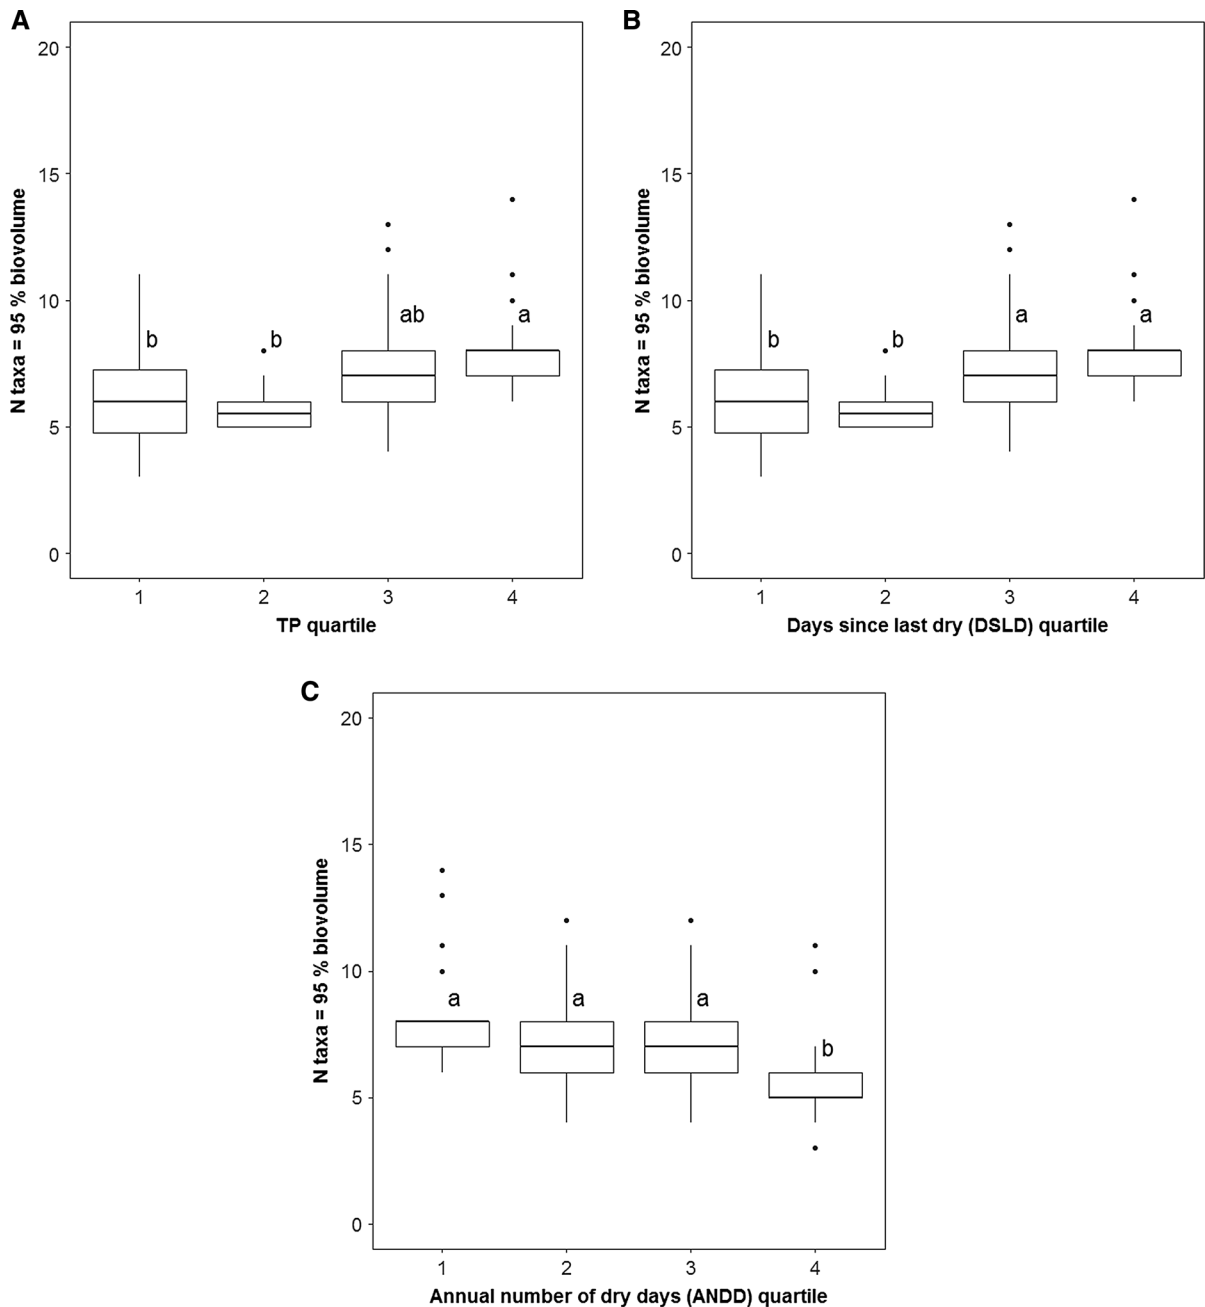 A
N taxa = 95 % biovolume
20
15
10
5
0
b
b
ab
a
1 2 3 4
TP quartile
B
N taxa = 95 % biovolume
20
15
10
5
0
b
b
a
a
1 2 3 4
Days since last dry (DSLD) quartile
C
N taxa = 95 % biovolume
20
15
10
5
0
a
a
a
b
1 2 3 4
Annual number of dry days (ANDD) quartile